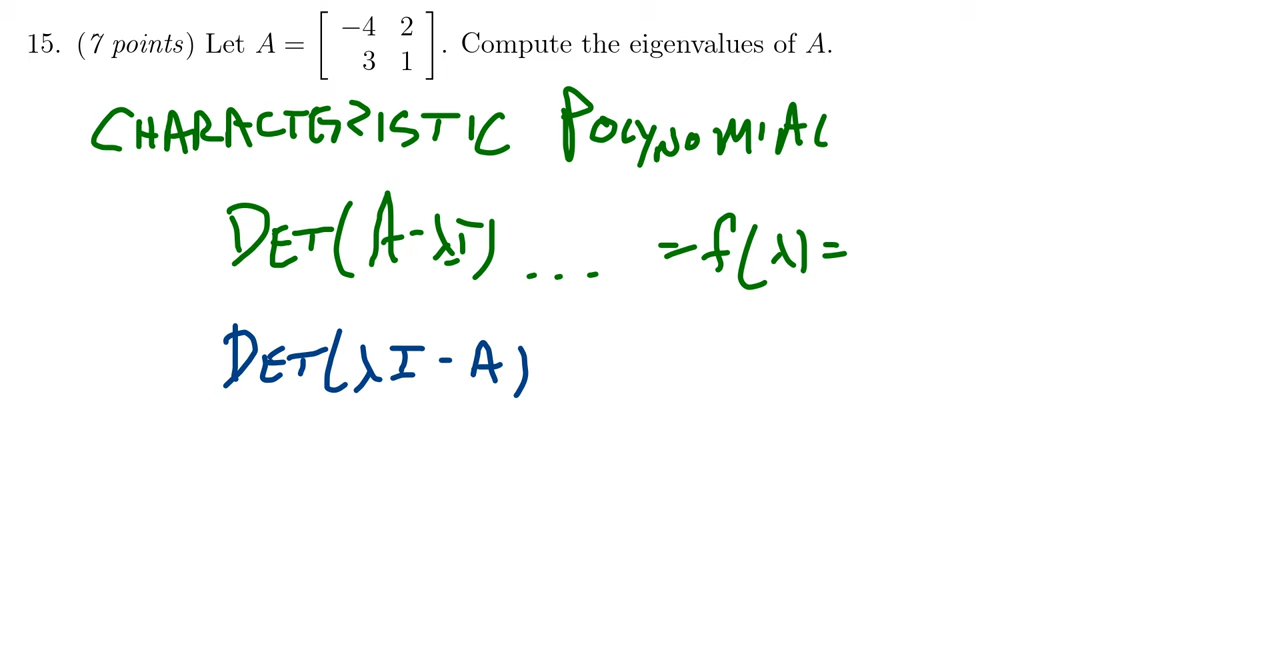 15. (7 points) Let A = [ −4 2 ; 3 1 ]. Compute the eigenvalues of A.
CHARACTERISTIC POLYNOMIAL
DET(A-λI) ... = f(λ) =
DET(λI - A)